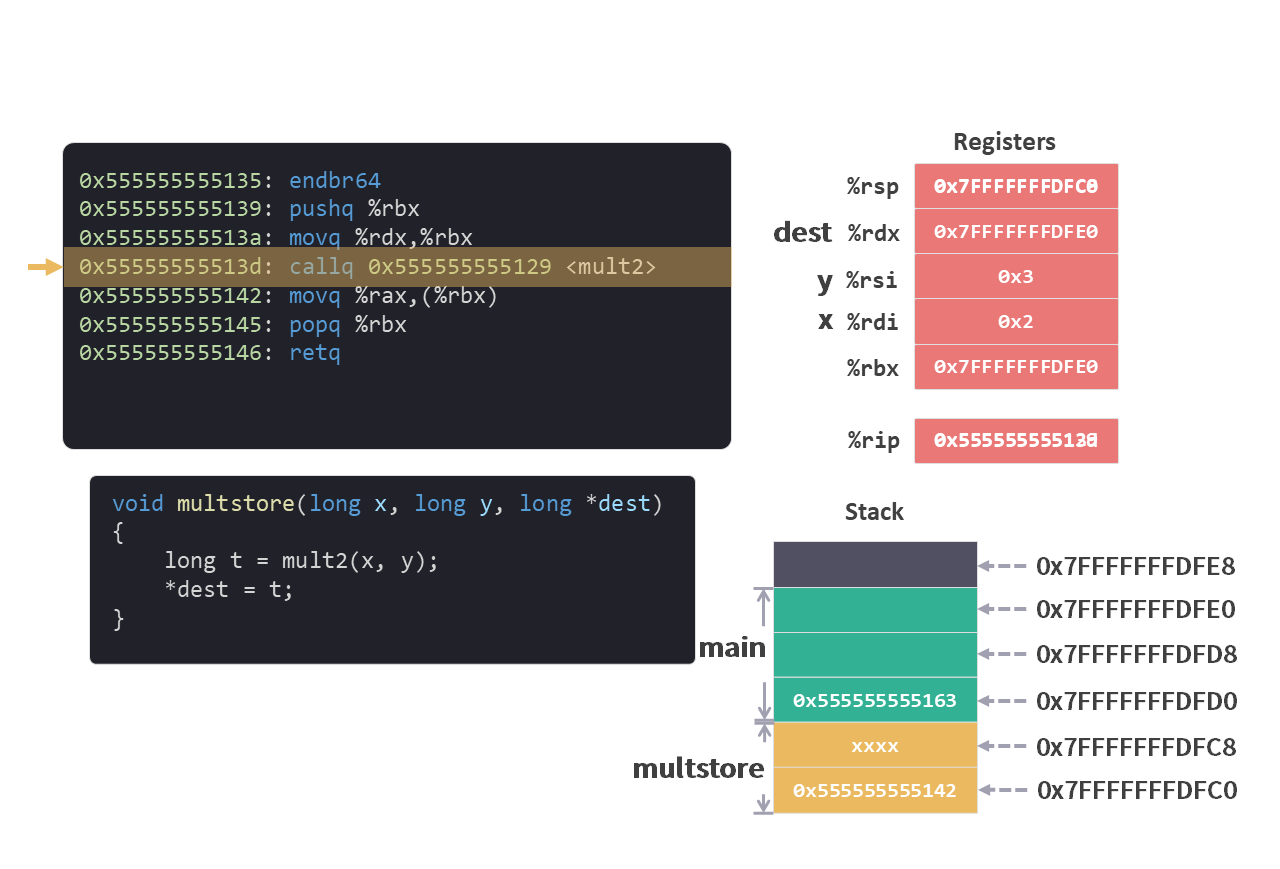 Registers
0x555555555135: endbr64
0x555555555139: pushq %rbx
0x55555555513a: movq %rdx,%rbx
0x55555555513d: callq 0x555555555129 <mult2>
0x555555555142: movq %rax,(%rbx)
0x555555555145: popq %rbx
0x555555555146: retq
%rsp
dest %rdx 0x7FFFFFFFDFE0
y %rsi 0x3
x %rdi 0x2
%rbx 0x7FFFFFFFDFE0
%rip
void multstore(long x, long y, long *dest)
{
    long t = mult2(x, y);
    *dest = t;
}
Stack
0x7FFFFFFFDFE8
0x7FFFFFFFDFE0
main
0x7FFFFFFFDFD8
0x555555555163 0x7FFFFFFFDFD0
multstore
xxxx 0x7FFFFFFFDFC8
0x555555555142 0x7FFFFFFFDFC0